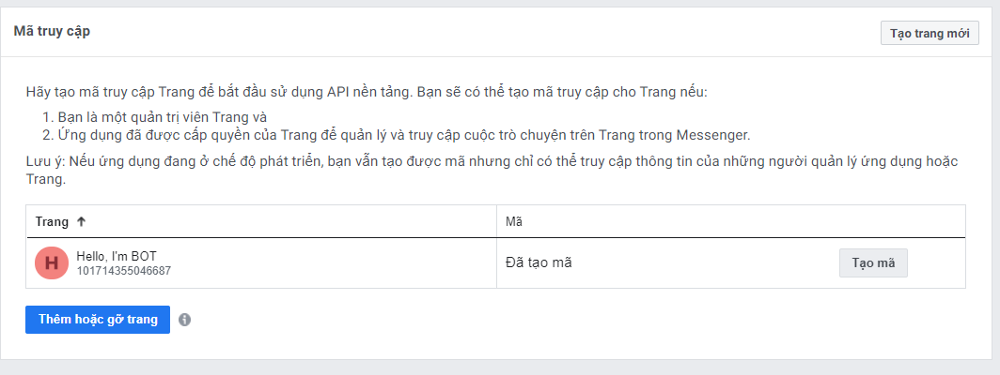 Mã truy cập
Tạo trang mới
Hãy tạo mã truy cập Trang để bắt đầu sử dụng API nền tảng. Bạn sẽ có thể tạo mã truy cập cho Trang nếu:
1. Bạn là một quản trị viên Trang và
2. Ứng dụng đã được cấp quyền của Trang để quản lý và truy cập cuộc trò chuyện trên Trang trong Messenger.
Lưu ý: Nếu ứng dụng đang ở chế độ phát triển, bạn vẫn tạo được mã nhưng chỉ có thể truy cập thông tin của những người quản lý ứng dụng hoặc
Trang.
Trang
Mã
H
Hello, I'm BOT
101714355046687
Đã tạo mã
Tạo mã
Thêm hoặc gỡ trang